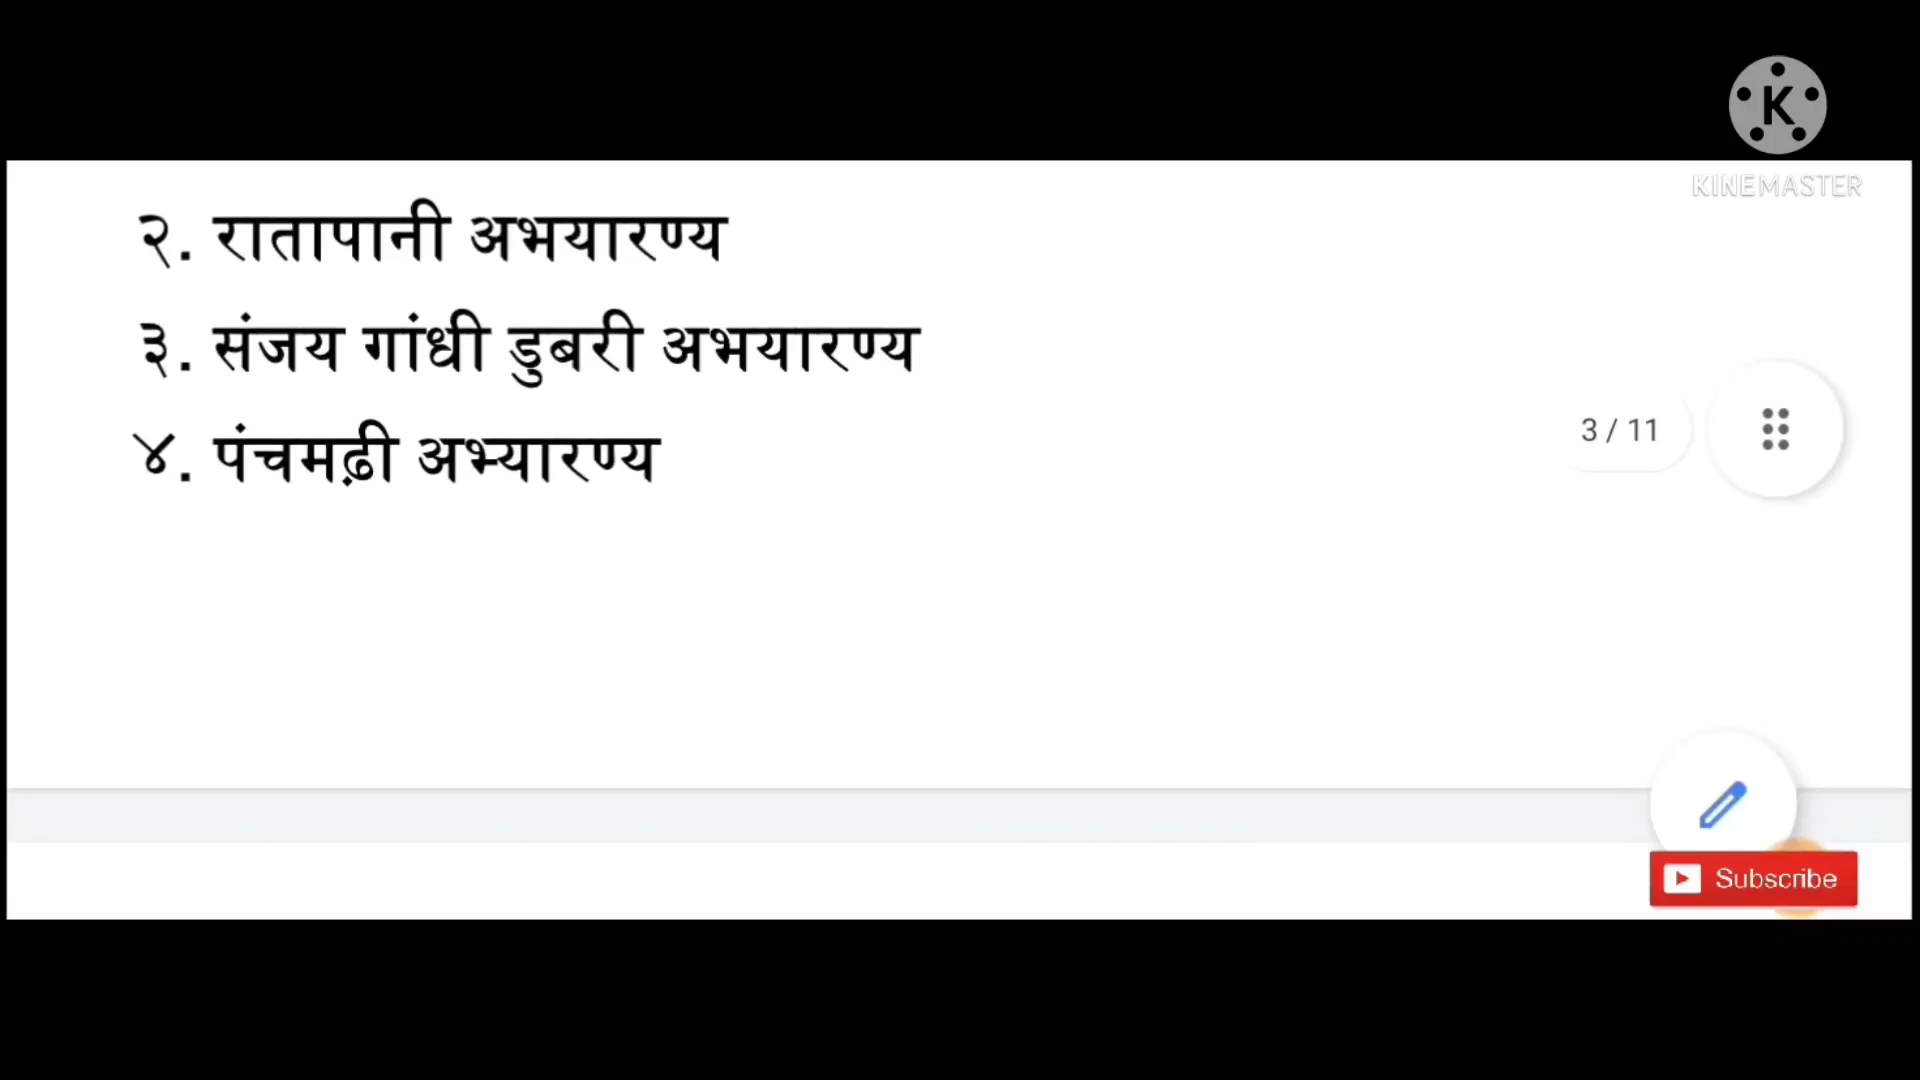 K
KINEMASTER
२. रातापानी अभयारण्य
३. संजय गांधी डुबरी अभयारण्य
४. पंचमढ़ी अभ्यारण्य
3 / 11
Subscribe